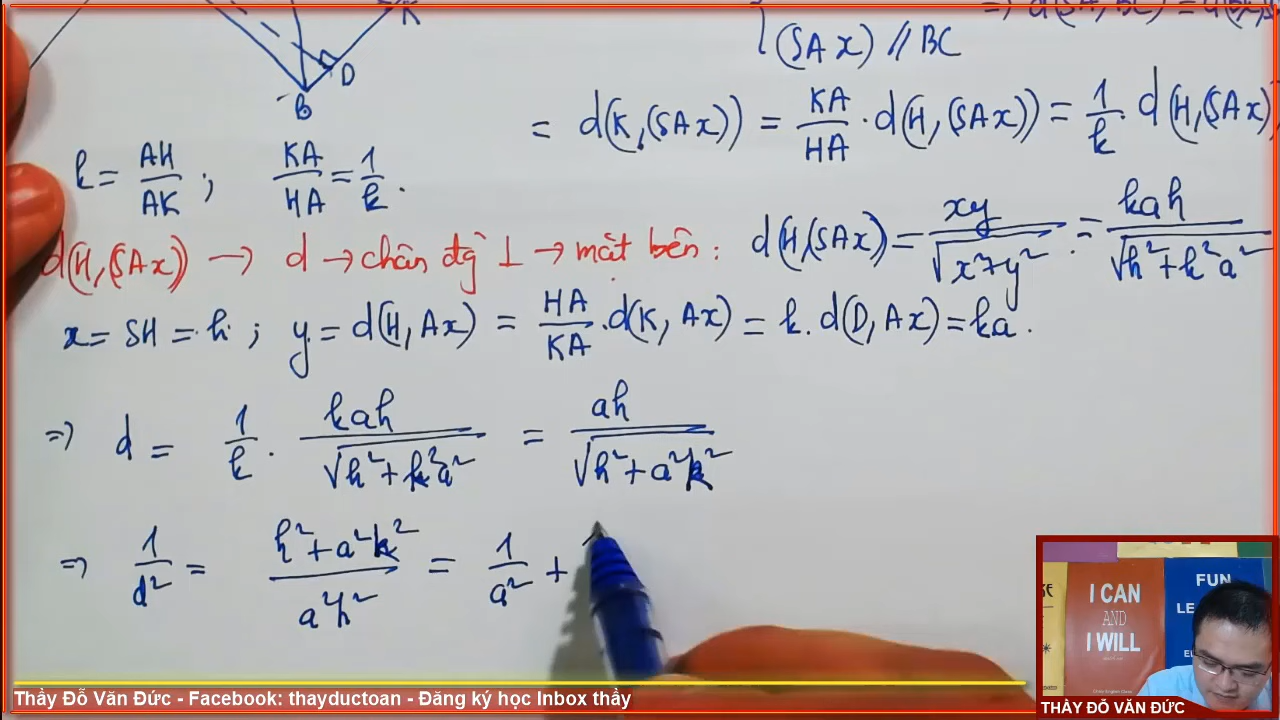 K
D
B
(SAx) // BC
= d(K,(SAx)) = KA/HA · d(H,(SAx)) = 1/k · d(H,(SAx)
k = AH/AK ; KA/HA = 1/k .
d(H,(SAx)) → d → chân đg ⊥ → mặt bên : d(H,(SAx) = xy/√x²+y² = kah/√h²+k²a²
x = SH = h ; y = d(H, Ax) = HA/KA . d(K, Ax) = k. d(D, Ax) = ka .
⇒ d = 1/k . kah/√h²+k²a² = ah/√h²+a²k²
⇒ 1/d² = h²+a²k²/a²h² = 1/a² +
I CAN
AND
I WILL
FUN
Thầy Đỗ Văn Đức - Facebook: thayductoan - Đăng ký học Inbox thầy
THẦY ĐỖ VĂN ĐỨC